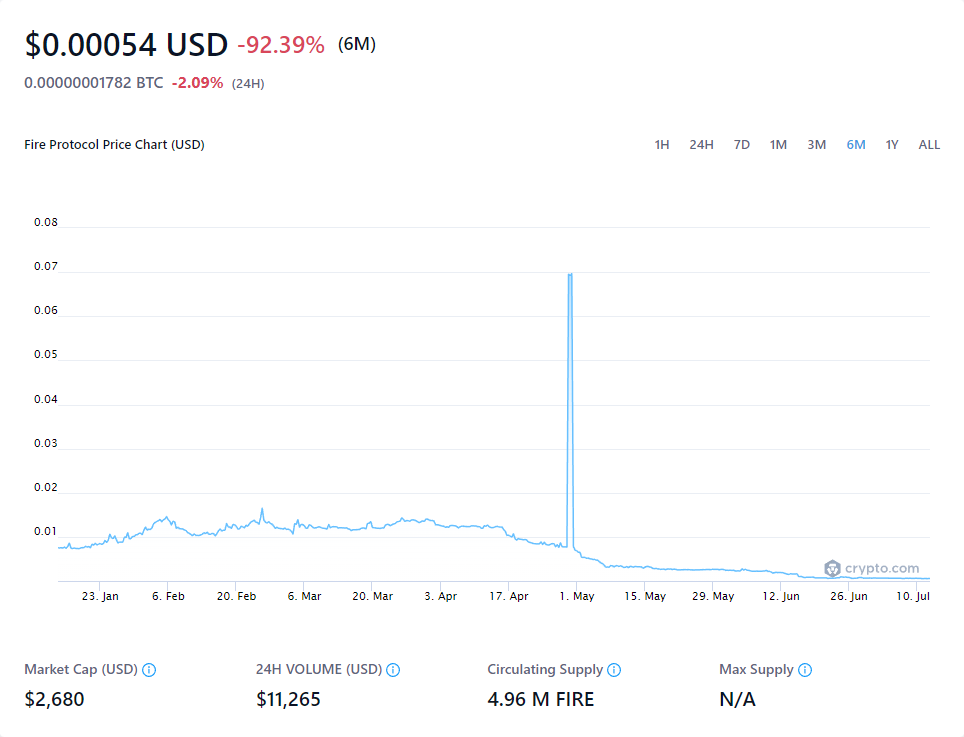 $0.00054 USD -92.39% (6M)
0.00000001782 BTC -2.09% (24H)
Fire Protocol Price Chart (USD) 1H 24H 7D 1M 3M 6M 1Y ALL
0.08
0.07
0.06
0.05
0.04
0.03
0.02
0.01
crypto.com
23. Jan 6. Feb 20. Feb 6. Mar 20. Mar 3. Apr 17. Apr 1. May 15. May 29. May 12. Jun 26. Jun 10. Jul
Market Cap (USD) 24H VOLUME (USD) Circulating Supply Max Supply
$2,680 $11,265 4.96 M FIRE N/A